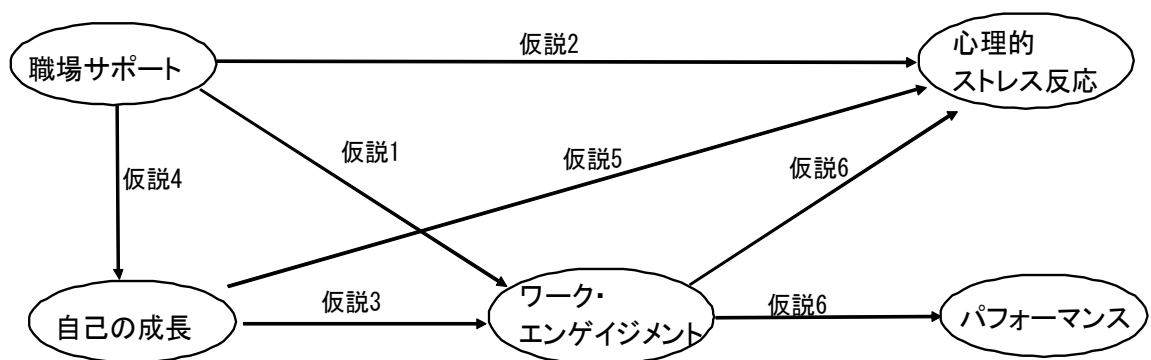 仮説2
心理的
ストレス反応
職場サポート
仮説1
仮説5
仮説6
仮説4
ワーク・
エンゲイジメント
仮説3
仮説6
自己の成長
パフォーマンス